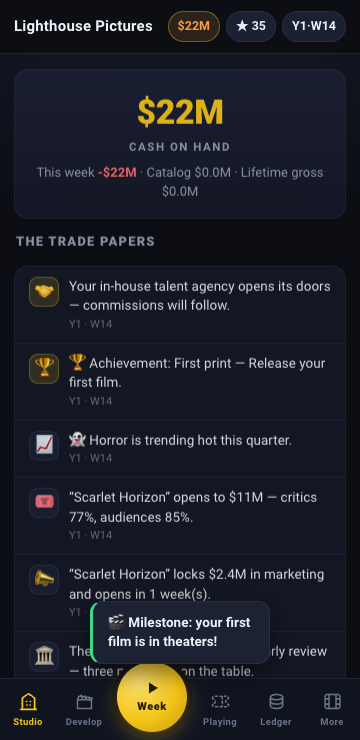 Lighthouse Pictures
$22M
★ 35
Y1·W14
$22M
CASH ON HAND
This week -$22M · Catalog $0.0M · Lifetime gross
$0.0M
THE TRADE PAPERS
Your in-house talent agency opens its doors
— commissions will follow.
Y1 · W14
🏆 Achievement: First print — Release your
first film.
Y1 · W14
👻 Horror is trending hot this quarter.
Y1 · W14
“Scarlet Horizon” opens to $11M — critics
77%, audiences 85%.
Y1 · W14
“Scarlet Horizon” locks $2.4M in marketing
and opens in 1 week(s).
Y1
🎬 Milestone: your first
film is in theaters!
The
rly review
— three
on the table.
Studio
Develop
Week
Playing
Ledger
More